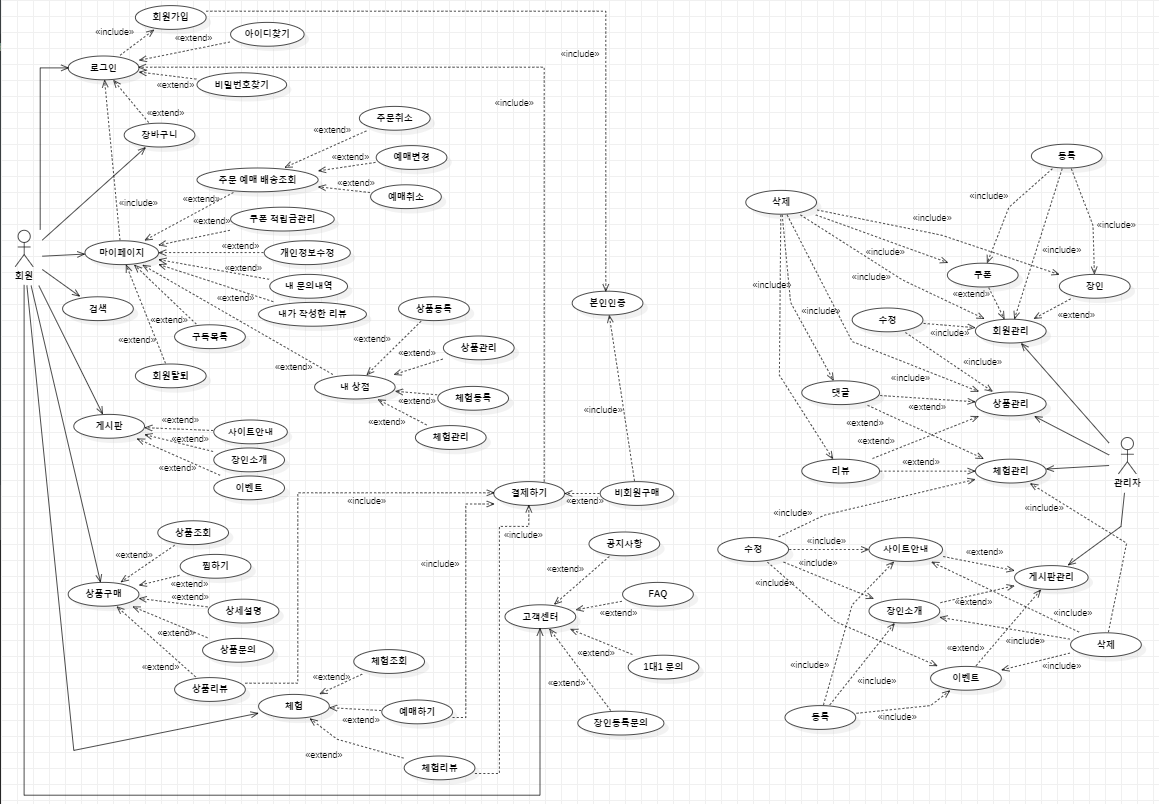 회원가입
«include»
아이디찾기
«extend»
«include»
로그인
비밀번호찾기
«extend»
«include»
«extend»
장바구니
주문취소
«extend»
예매변경
«extend»
주문 예매 배송조회
«extend»
예매취소
«extend»
«include»
쿠폰 적립금관리
«extend»
회원
마이페이지
개인정보수정
«extend»
«extend»
내 문의내역
«extend»
내가 작성한 리뷰
검색
«extend»
구독목록
«extend»
회원탈퇴
«extend»
내 상점
상품등록
«extend»
상품관리
«extend»
체험등록
«extend»
체험관리
«extend»
본인인증
«include»
게시판
«extend»
사이트안내
«extend»
장인소개
«extend»
이벤트
결제하기
«extend»
비회원구매
«include»
«include»
«include»
상품조회
«extend»
찜하기
«extend»
상품구매
«extend»
상세설명
«extend»
상품문의
«extend»
상품리뷰
공지사항
«extend»
FAQ
«extend»
고객센터
«extend»
1대1 문의
«extend»
장인등록문의
체험조회
«extend»
체험
예매하기
«extend»
«extend»
체험리뷰
등록
«include»
«include»
«include»
삭제
«include»
«include»
«include»
«include»
«include»
쿠폰
«extend»
장인
«extend»
수정
«include»
«include»
회원관리
댓글
«include»
«extend»
«extend»
상품관리
리뷰
«extend»
«extend»
체험관리
관리자
«include»
«include»
수정
«include»
«include»
사이트안내
«extend»
게시판관리
장인소개
«extend»
«include»
«include»
«include»
삭제
«include»
«include»
이벤트
등록
«include»